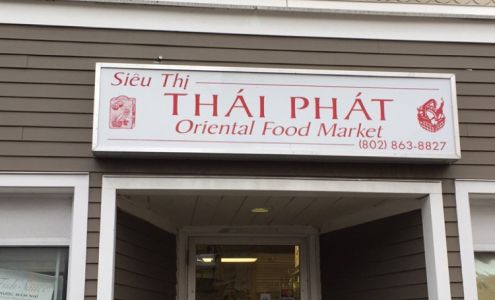 Siêu Thị
THÁI PHÁT
Oriental Food Market
(802) 863-8827